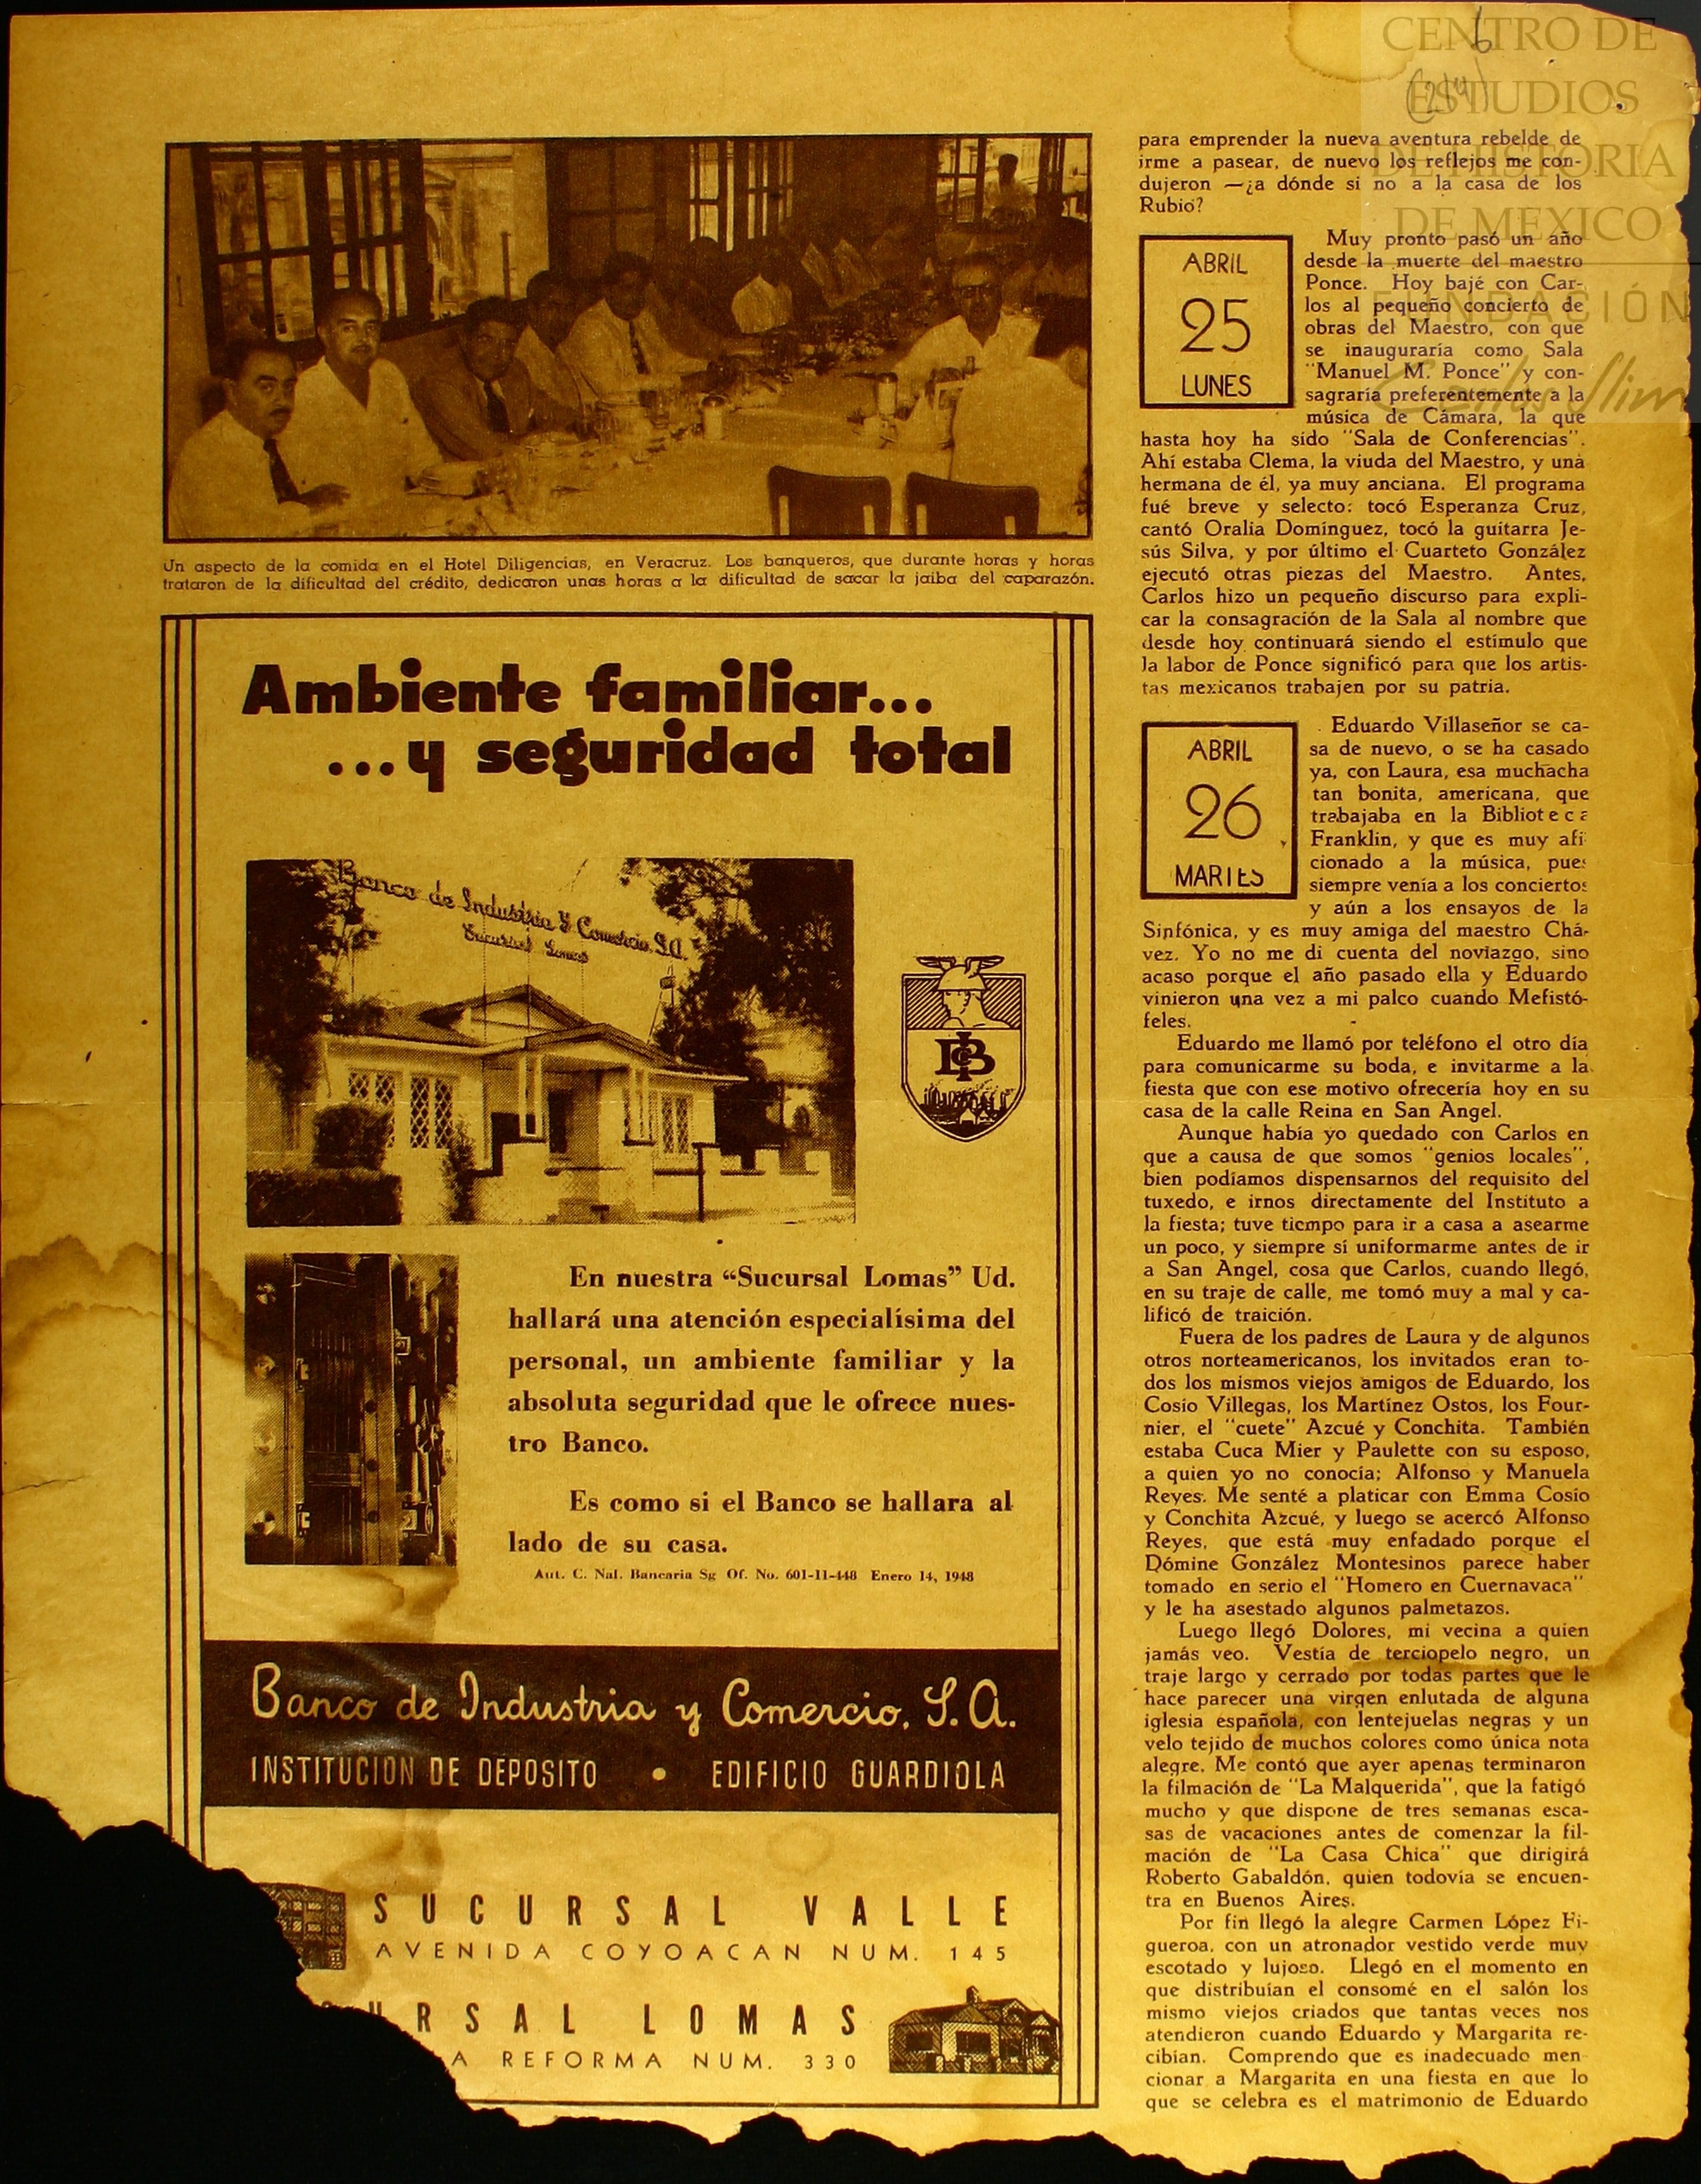 CENTRO DE
ESTUDIOS
DE HISTORIA
DE MEXICO
FUNDACIÓN
Carlos Slim
6
Un aspecto de la comida en el Hotel Diligencias, en Veracruz. Los banqueros, que durante horas y horas
trataron de la dificultad del crédito, dedicaron unas horas a la dificultad de sacar la jaiba del caparazón.
Ambiente familiar...
...y seguridad total
Banco de Industria y Comercio, S.A.
Sucursal Lomas
BIC
En nuestra “Sucursal Lomas” Ud.
hallará una atención especialísima del
personal, un ambiente familiar y la
absoluta seguridad que le ofrece nues-
tro Banco.
Es como si el Banco se hallara al
lado de su casa.
Aut. C. Nal. Bancaria Sg Of. No. 601-11-448 Enero 14, 1948
Banco de Industria y Comercio, S. A.
INSTITUCION DE DEPOSITO • EDIFICIO GUARDIOLA
SUCURSAL VALLE
AVENIDA COYOACAN NUM. 145
URSAL LOMAS
A REFORMA NUM. 330
para emprender la nueva aventura rebelde de
irme a pasear, de nuevo los reflejos me con-
dujeron —¿a dónde si no a la casa de los
Rubio?
ABRIL
25
LUNES
Muy pronto pasó un año
desde la muerte del maestro
Ponce. Hoy bajé con Car-
los al pequeño concierto de
obras del Maestro, con que
se inauguraría como Sala
"Manuel M. Ponce" y con-
sagraría preferentemente a la
música de Cámara, la que
hasta hoy ha sido "Sala de Conferencias".
Ahí estaba Clema, la viuda del Maestro, y una
hermana de él, ya muy anciana. El programa
fué breve y selecto: tocó Esperanza Cruz,
cantó Oralia Domínguez, tocó la guitarra Je-
sús Silva, y por último el Cuarteto González
ejecutó otras piezas del Maestro. Antes,
Carlos hizo un pequeño discurso para expli-
car la consagración de la Sala al nombre que
desde hoy continuará siendo el estímulo que
la labor de Ponce significó para que los artis-
tas mexicanos trabajen por su patria.
ABRIL
26
MARTES
Eduardo Villaseñor se ca-
sa de nuevo, o se ha casado
ya, con Laura, esa muchacha
tan bonita, americana, que
trabajaba en la Biblioteca
Franklin, y que es muy afi
cionado a la música, pues
siempre venía a los conciertos
y aún a los ensayos de la
Sinfónica, y es muy amiga del maestro Chá-
vez. Yo no me di cuenta del noviazgo, sino
acaso porque el año pasado ella y Eduardo
vinieron una vez a mi palco cuando Mefistó-
feles.
Eduardo me llamó por teléfono el otro día
para comunicarme su boda, e invitarme a la
fiesta que con ese motivo ofrecería hoy en su
casa de la calle Reina en San Angel.
Aunque había yo quedado con Carlos en
que a causa de que somos "genios locales",
bien podíamos dispensarnos del requisito del
tuxedo, e irnos directamente del Instituto a
la fiesta; tuve tiempo para ir a casa a asearme
un poco, y siempre sí uniformarme antes de ir
a San Angel, cosa que Carlos, cuando llegó,
en su traje de calle, me tomó muy a mal y ca-
lificó de traición.
Fuera de los padres de Laura y de algunos
otros norteamericanos, los invitados eran to-
dos los mismos viejos amigos de Eduardo, los
Cosio Villegas, los Martínez Ostos, los Four-
nier, el "cuete" Azcué y Conchita. También
estaba Cuca Mier y Paulette con su esposo,
a quien yo no conocía; Alfonso y Manuela
Reyes. Me senté a platicar con Emma Cosio
y Conchita Azcué, y luego se acercó Alfonso
Reyes, que está muy enfadado porque el
Dómine González Montesinos parece haber
tomado en serio el "Homero en Cuernavaca"
y le ha asestado algunos palmetazos.
Luego llegó Dolores, mi vecina a quien
jamás veo. Vestía de terciopelo negro, un
traje largo y cerrado por todas partes que le
hace parecer una virgen enlutada de alguna
iglesia española, con lentejuelas negras y un
velo tejido de muchos colores como única nota
alegre. Me contó que ayer apenas terminaron
la filmación de "La Malquerida", que la fatigó
mucho y que dispone de tres semanas esca-
sas de vacaciones antes de comenzar la fil-
mación de "La Casa Chica" que dirigirá
Roberto Gabaldón, quien todovía se encuen-
tra en Buenos Aires.
Por fin llegó la alegre Carmen López Fi-
gueroa, con un atronador vestido verde muy
escotado y lujoso. Llegó en el momento en
que distribuían el consomé en el salón los
mismo viejos criados que tantas veces nos
atendieron cuando Eduardo y Margarita re-
cibían. Comprendo que es inadecuado men-
cionar a Margarita en una fiesta en que lo
que se celebra es el matrimonio de Eduardo